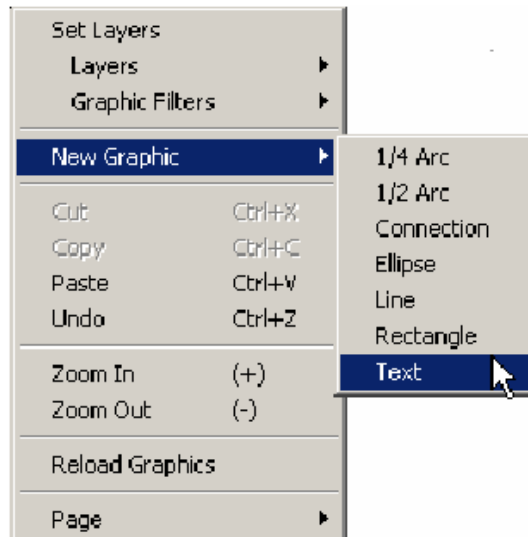 Set Layers
Layers
Graphic Filters
New Graphic
Cut Ctrl+X
Copy Ctrl+C
Paste Ctrl+V
Undo Ctrl+Z
Zoom In (+)
Zoom Out (-)
Reload Graphics
Page
1/4 Arc
1/2 Arc
Connection
Ellipse
Line
Rectangle
Text